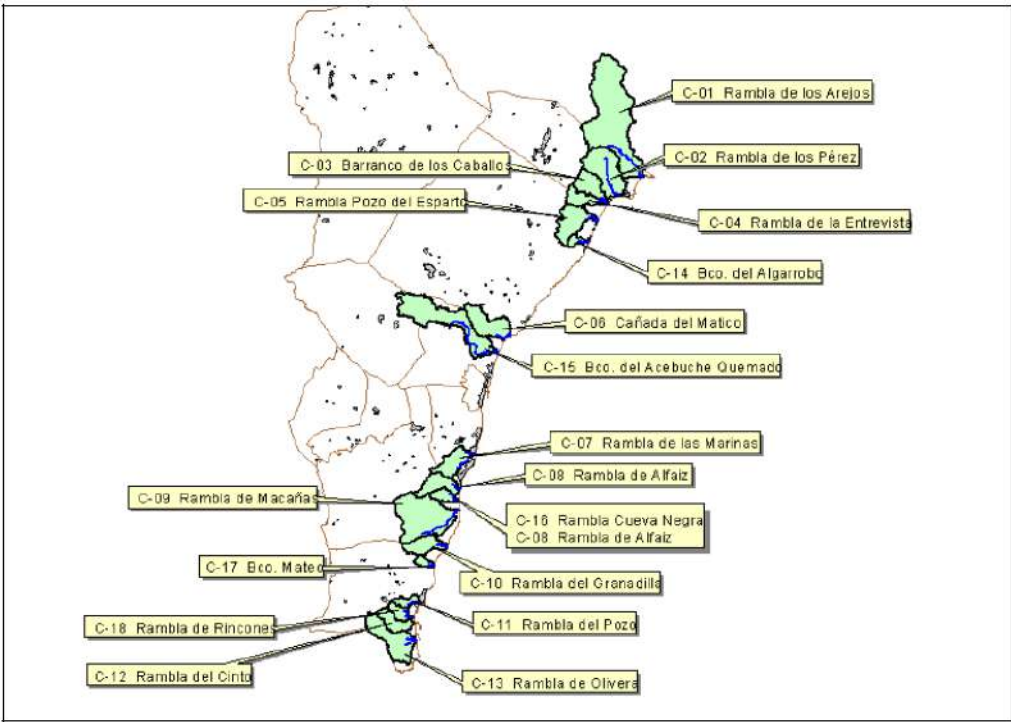 C-01 Rambla de los Arejos
C-03 Barranco de los Caballos
C-02 Rambla de los Pérez
C-05 Rambla Pozo del Esparto
C-04 Rambla de la Entrevista
C-14 Bco. del Algarrobo
C-06 Cañada del Matico
C-15 Bco. del Acebuche Quemado
C-07 Rambla de las Marinas
C-08 Rambla de Alfaiz
C-09 Rambla de Macañas
C-16 Rambla Cueva Negra
C-08 Rambla de Alfaiz
C-17 Bco. Mateo
C-10 Rambla del Granadilla
C-18 Rambla de Rincones
C-11 Rambla del Pozo
C-12 Rambla del Cinto
C-13 Rambla de Olivera